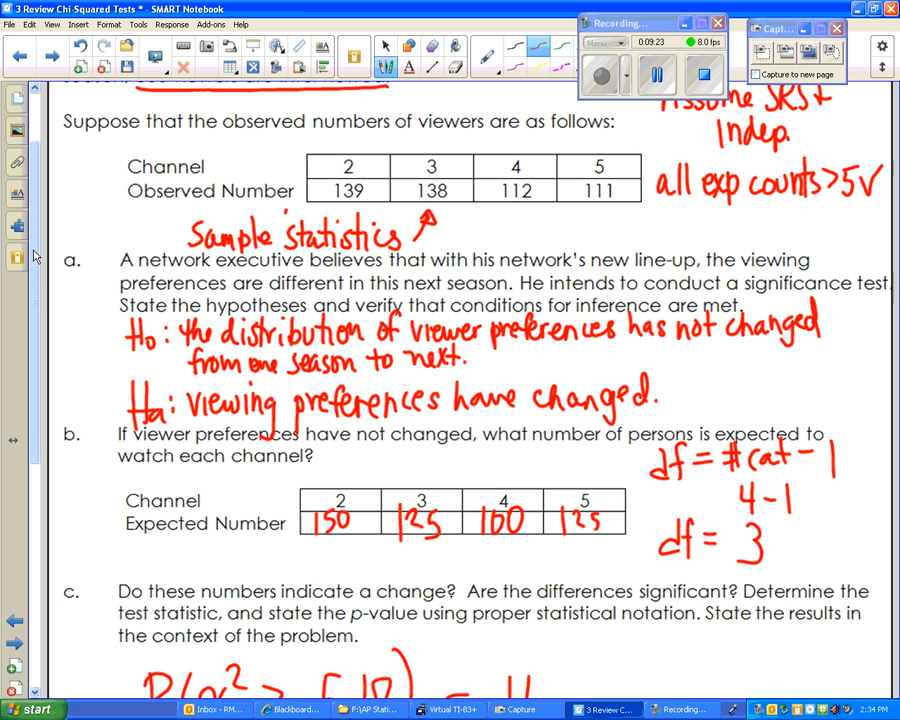 3 Review Chi-Squared Tests * - SMART Notebook
File Edit View Insert Format Tools Response Add-ons Help
Recording...
Menu 0:09:23 8.0 fps
Capt...
Capture to new page
Assume SRS +
Indep.
all exp counts > 5 √
Suppose that the observed numbers of viewers are as follows:
Channel 2 3 4 5
Observed Number 139 138 112 111
Sample statistics
a. A network executive believes that with his network's new line-up, the viewing
preferences are different in this next season. He intends to conduct a significance test.
State the hypotheses and verify that conditions for inference are met.
Ho: the distribution of viewer preferences has not changed
from one season to next.
Ha: viewing preferences have changed.
b. If viewer preferences have not changed, what number of persons is expected to
watch each channel?
df = #cat - 1
4 - 1
df = 3
Channel 2 3 4 5
Expected Number 150 125 100 125
c. Do these numbers indicate a change? Are the differences significant? Determine the
test statistic, and state the p-value using proper statistical notation. State the results in
the context of the problem.
start Inbox - RM... Blackboard... F:\AP Stati... Virtual TI-83+ Capture 3 Review C... Recording... 2:34 PM